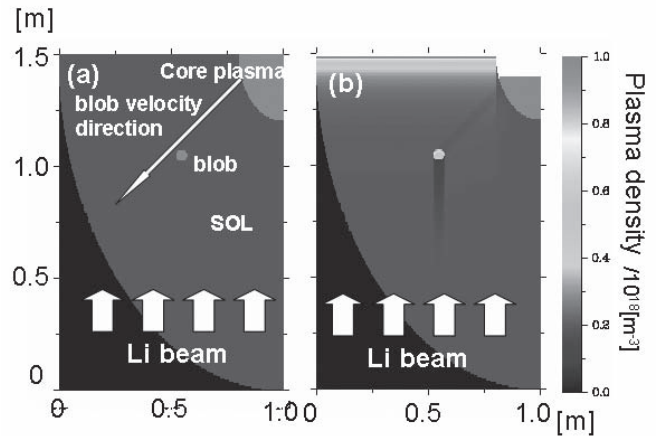 [m]
1.5
1.0
0.5
0
(a)
Core plasma
blob velocity
direction
blob
SOL
Li beam
0
0.5
1.0
(b)
Li beam
0
0.5
1.0
[m]
1.0
0.8
0.6
0.4
0.2
0.0
Plasma density /10¹⁸[m⁻³]